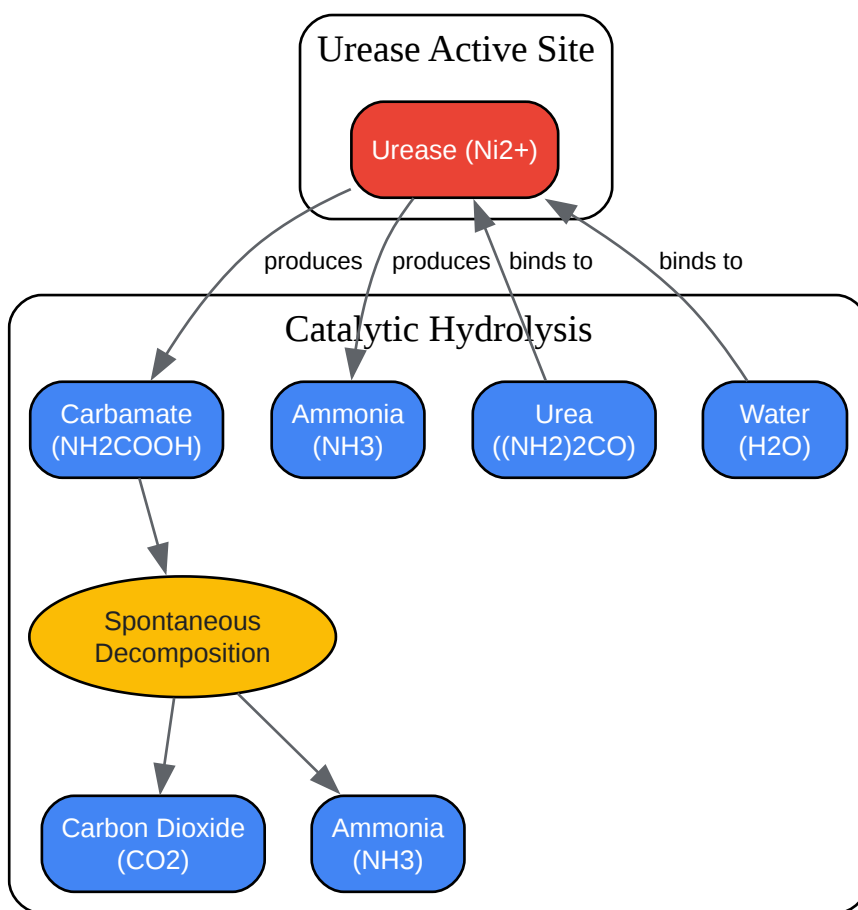 Urease Active Site
Urease (Ni2+)
produces
produces
binds to
binds to
Catalytic Hydrolysis
Carbamate
(NH2COOH)
Ammonia
(NH3)
Urea
((NH2)2CO)
Water
(H2O)
Spontaneous
Decomposition
Carbon Dioxide
(CO2)
Ammonia
(NH3)